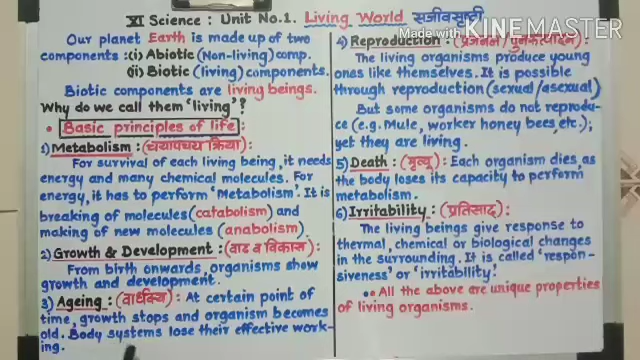 XI Science : Unit No.1. Living World सजीवसृष्टी
Made With KINEMASTER
Our planet Earth is made up of two
components : (i) Abiotic (Non-living) comp.
(ii) Biotic (living) components.
Biotic components are living beings.
Why do we call them 'living'?
• Basic principles of life :
1) Metabolism : (चयापचय क्रिया) :
For survival of each living being, it needs
energy and many chemical molecules. For
energy, it has to perform 'Metabolism'. It is
breaking of molecules (catabolism) and
making of new molecules (anabolism).
2) Growth & Development : (वाढ व विकास) :
From birth onwards, organisms show
growth and development.
3) Ageing : (वार्धक्य) : At certain point of
time, growth stops and organism becomes
old. Body systems lose their effective work-
ing.
4) Reproduction : (प्रजनन / पुनरुत्पादन) :
The living organisms produce young
ones like themselves. It is possible
through reproduction (sexual/asexual)
But some organisms do not reprodu-
ce (e.g. Mule, worker honey bees, etc.);
yet they are living.
5) Death : (मृत्यू) : Each organism dies, as
the body loses its capacity to perform
metabolism.
6) Irritability : (प्रतिसाद) :
The living beings give response to
thermal, chemical or biological changes
in the surrounding. It is called 'respon-
siveness' or 'irritability'.
•• All the above are unique properties
of living organisms.